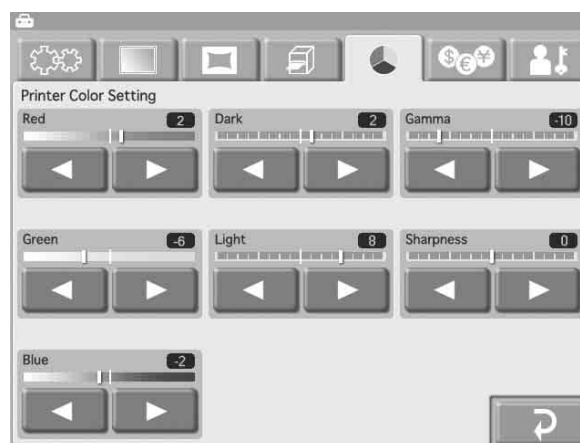 $ € ¥
Printer Color Setting
Red 2
Dark 2
Gamma -10
Green -6
Light 8
Sharpness 0
Blue -2